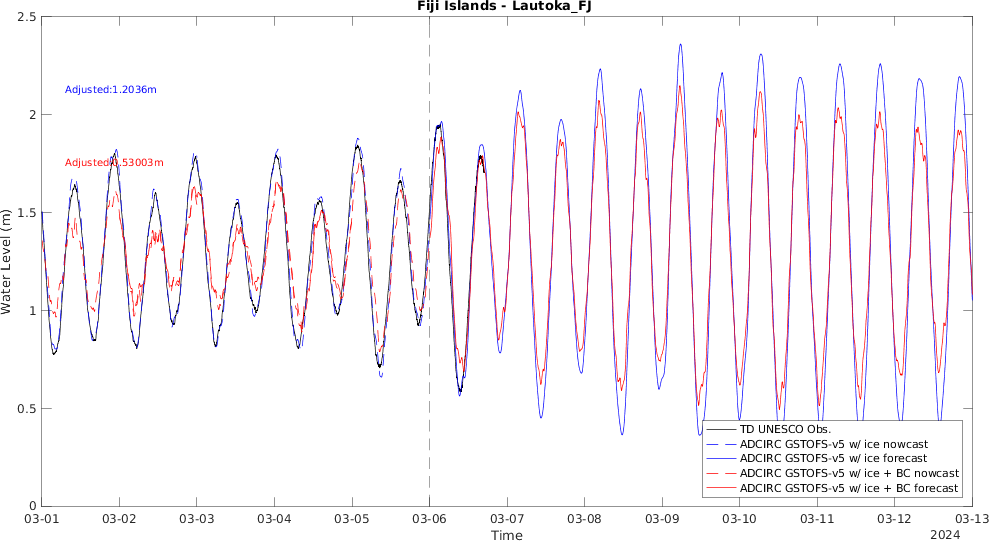 Fiji Islands - Lautoka_FJ
2.5
Adjusted:1.2036m
2
Adjusted: .53003m
1.5
Water Level (m)
1
0.5
TD UNESCO Obs.
ADCIRC GSTOFS-v5 w/ ice nowcast
ADCIRC GSTOFS-v5 w/ ice forecast
ADCIRC GSTOFS-v5 w/ ice + BC nowcast
ADCIRC GSTOFS-v5 w/ ice + BC forecast
0
03-01 03-02 03-03 03-04 03-05 03-06 03-07 03-08 03-09 03-10 03-11 03-12 03-13
Time 2024